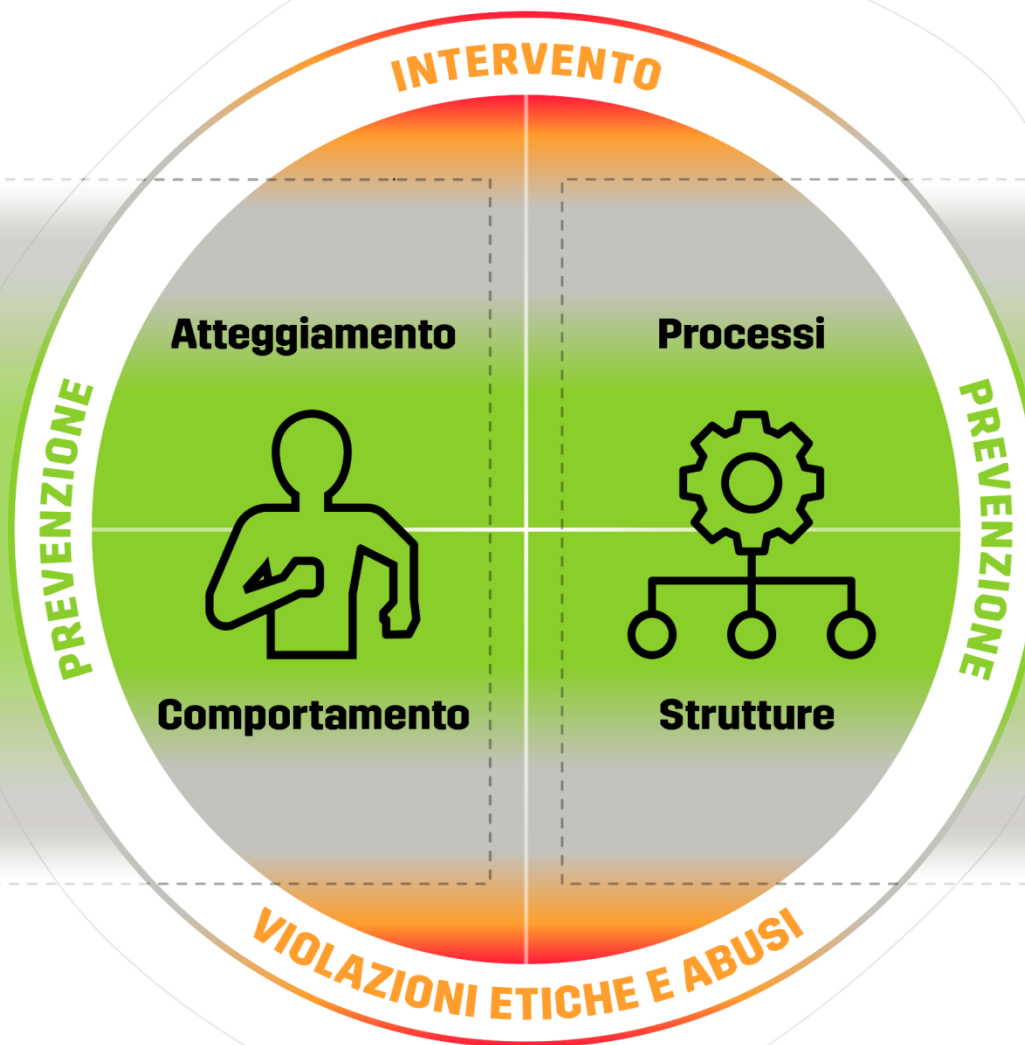 INTERVENTO
Atteggiamento
Processi
PREVENZIONE
PREVENZIONE
Comportamento
Strutture
VIOLAZIONI ETICHE E ABUSI